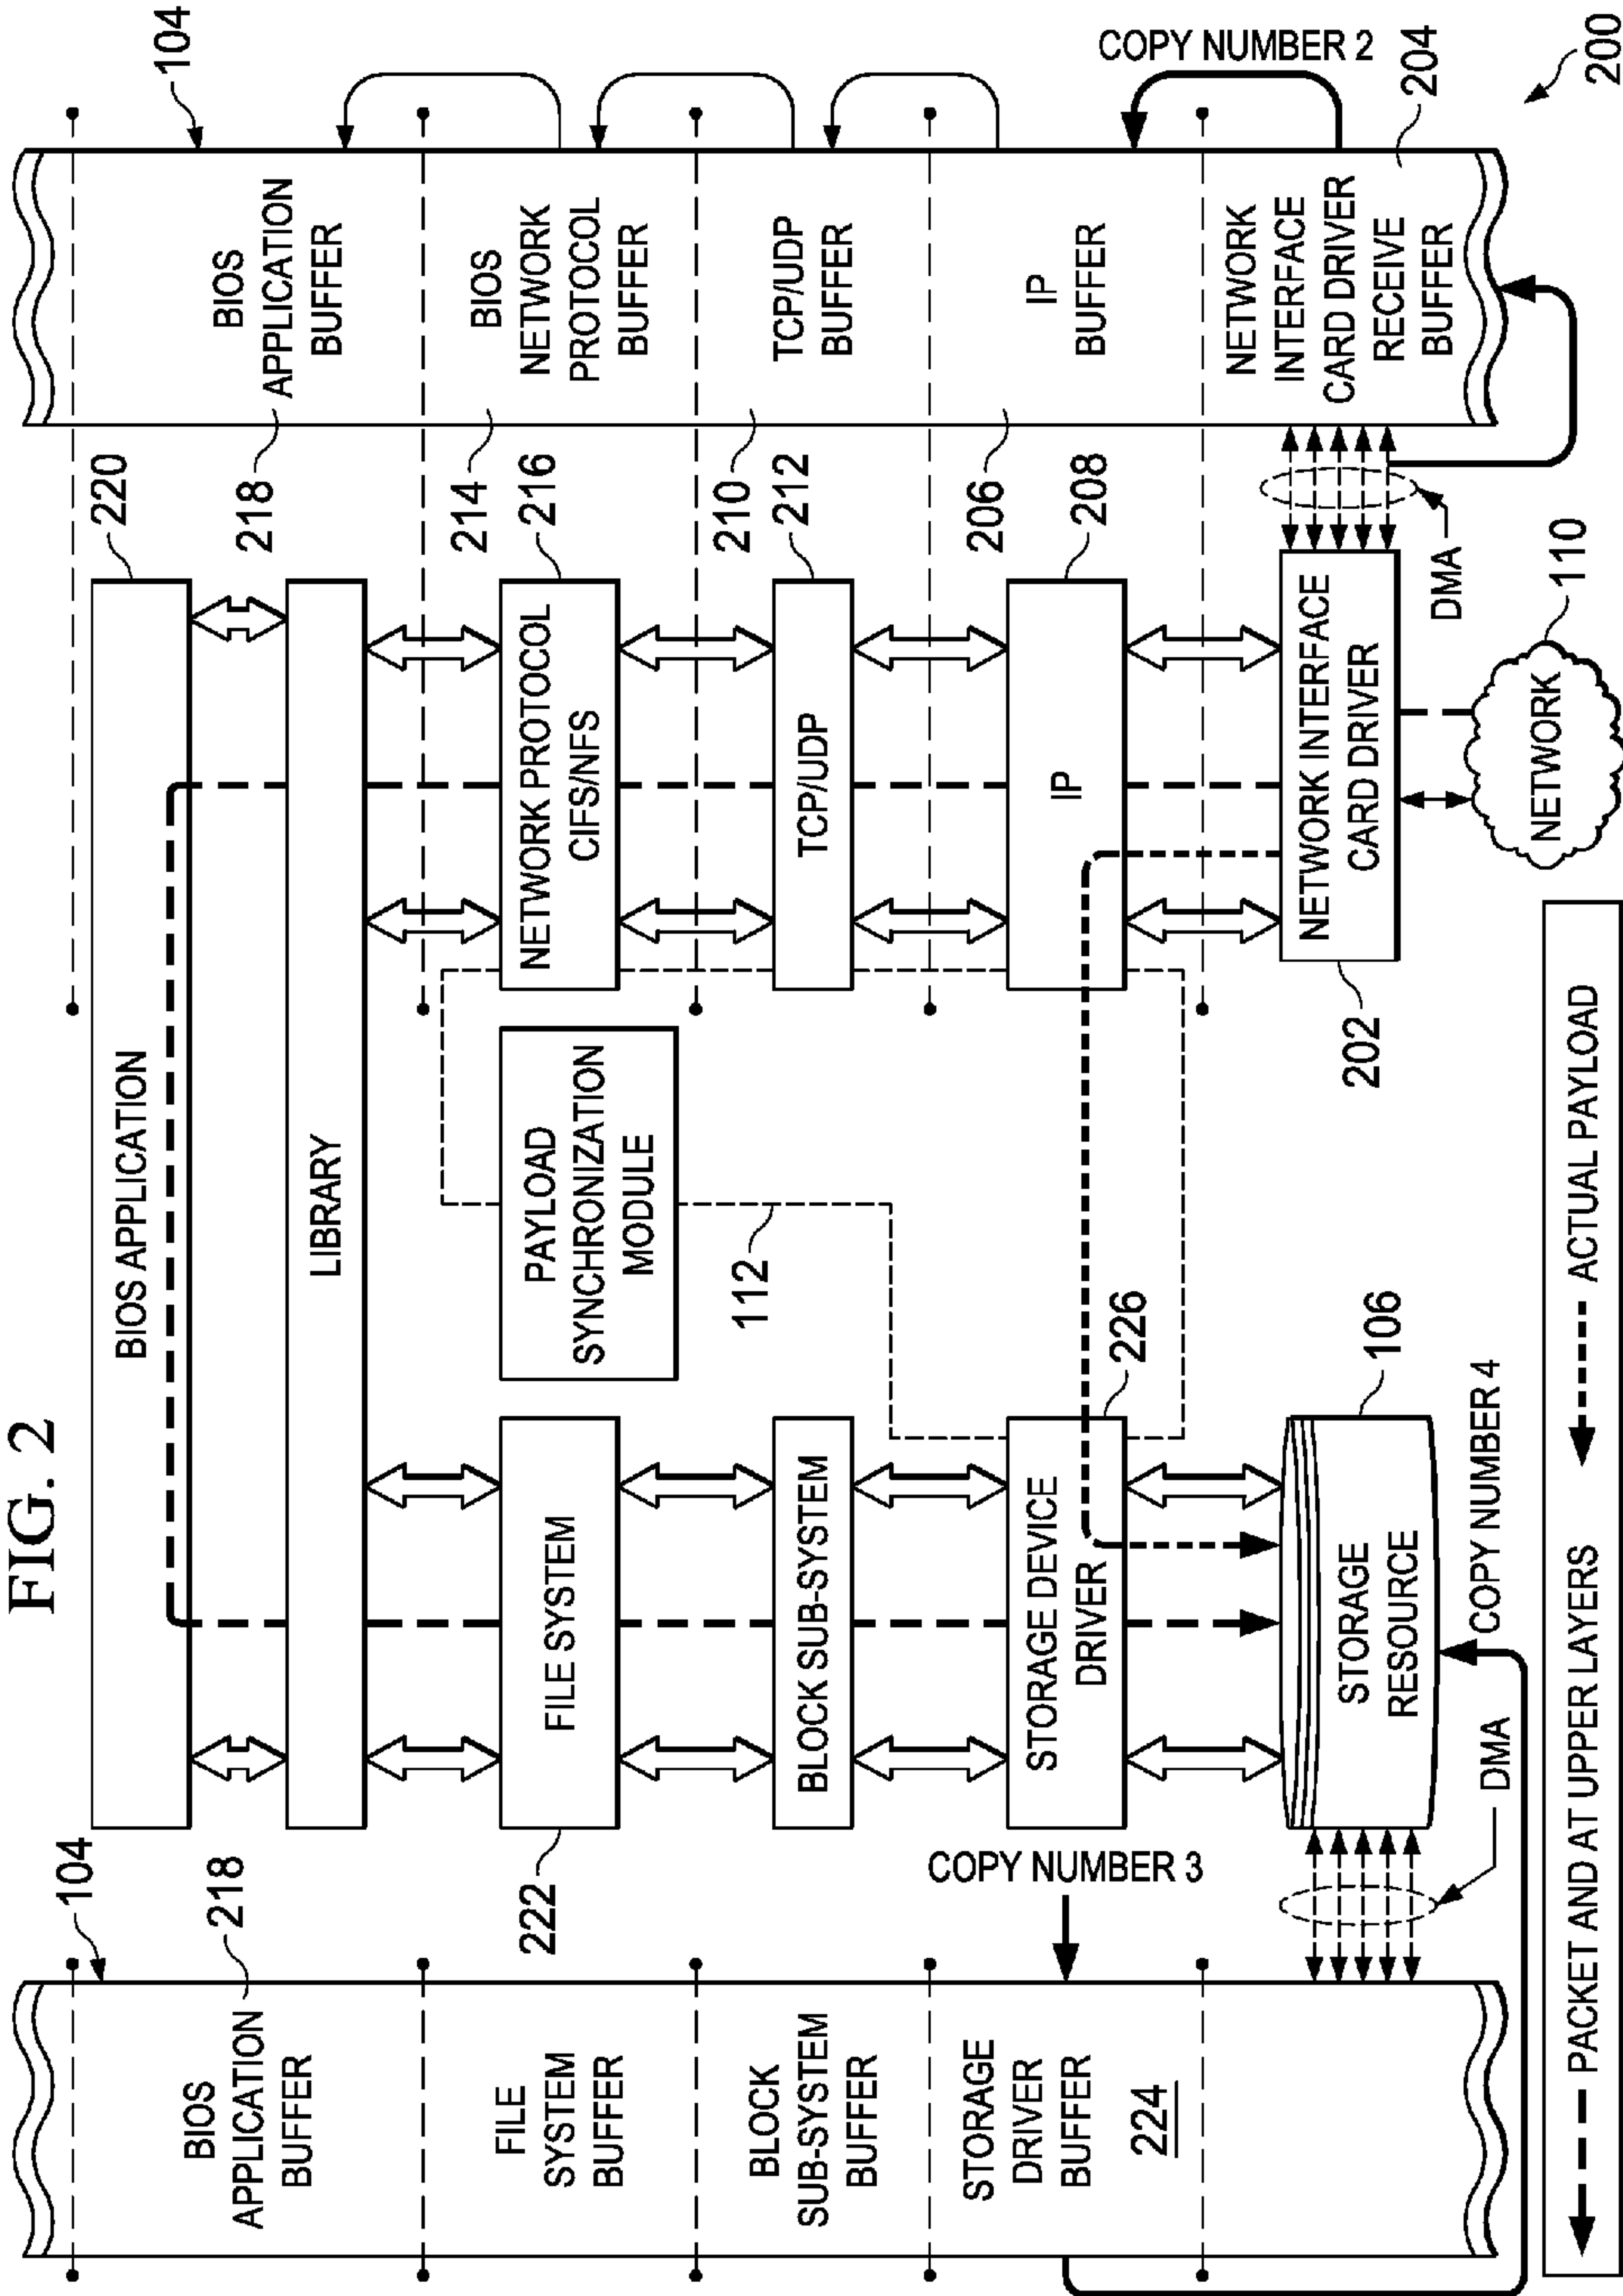 FIG. 2
104
BIOS
APPLICATION
BUFFER
218
FILE
SYSTEM
BUFFER
BLOCK
SUB-SYSTEM
BUFFER
STORAGE
DRIVER
BUFFER
224
COPY NUMBER 3
BIOS APPLICATION
220
LIBRARY
FILE SYSTEM
222
BLOCK SUB-SYSTEM
STORAGE DEVICE
DRIVER
226
STORAGE
RESOURCE
106
DMA
COPY NUMBER 4
PAYLOAD
SYNCHRONIZATION
MODULE
112
NETWORK PROTOCOL
CIFS/NFS
216
TCP/UDP
212
IP
208
NETWORK INTERFACE
CARD DRIVER
202
NETWORK
110
DMA
104
BIOS
APPLICATION
BUFFER
218
BIOS
NETWORK
PROTOCOL
BUFFER
214
TCP/UDP
BUFFER
210
IP
BUFFER
206
NETWORK
INTERFACE
CARD DRIVER
RECEIVE
BUFFER
204
COPY NUMBER 2
200
PACKET AND AT UPPER LAYERS
ACTUAL PAYLOAD